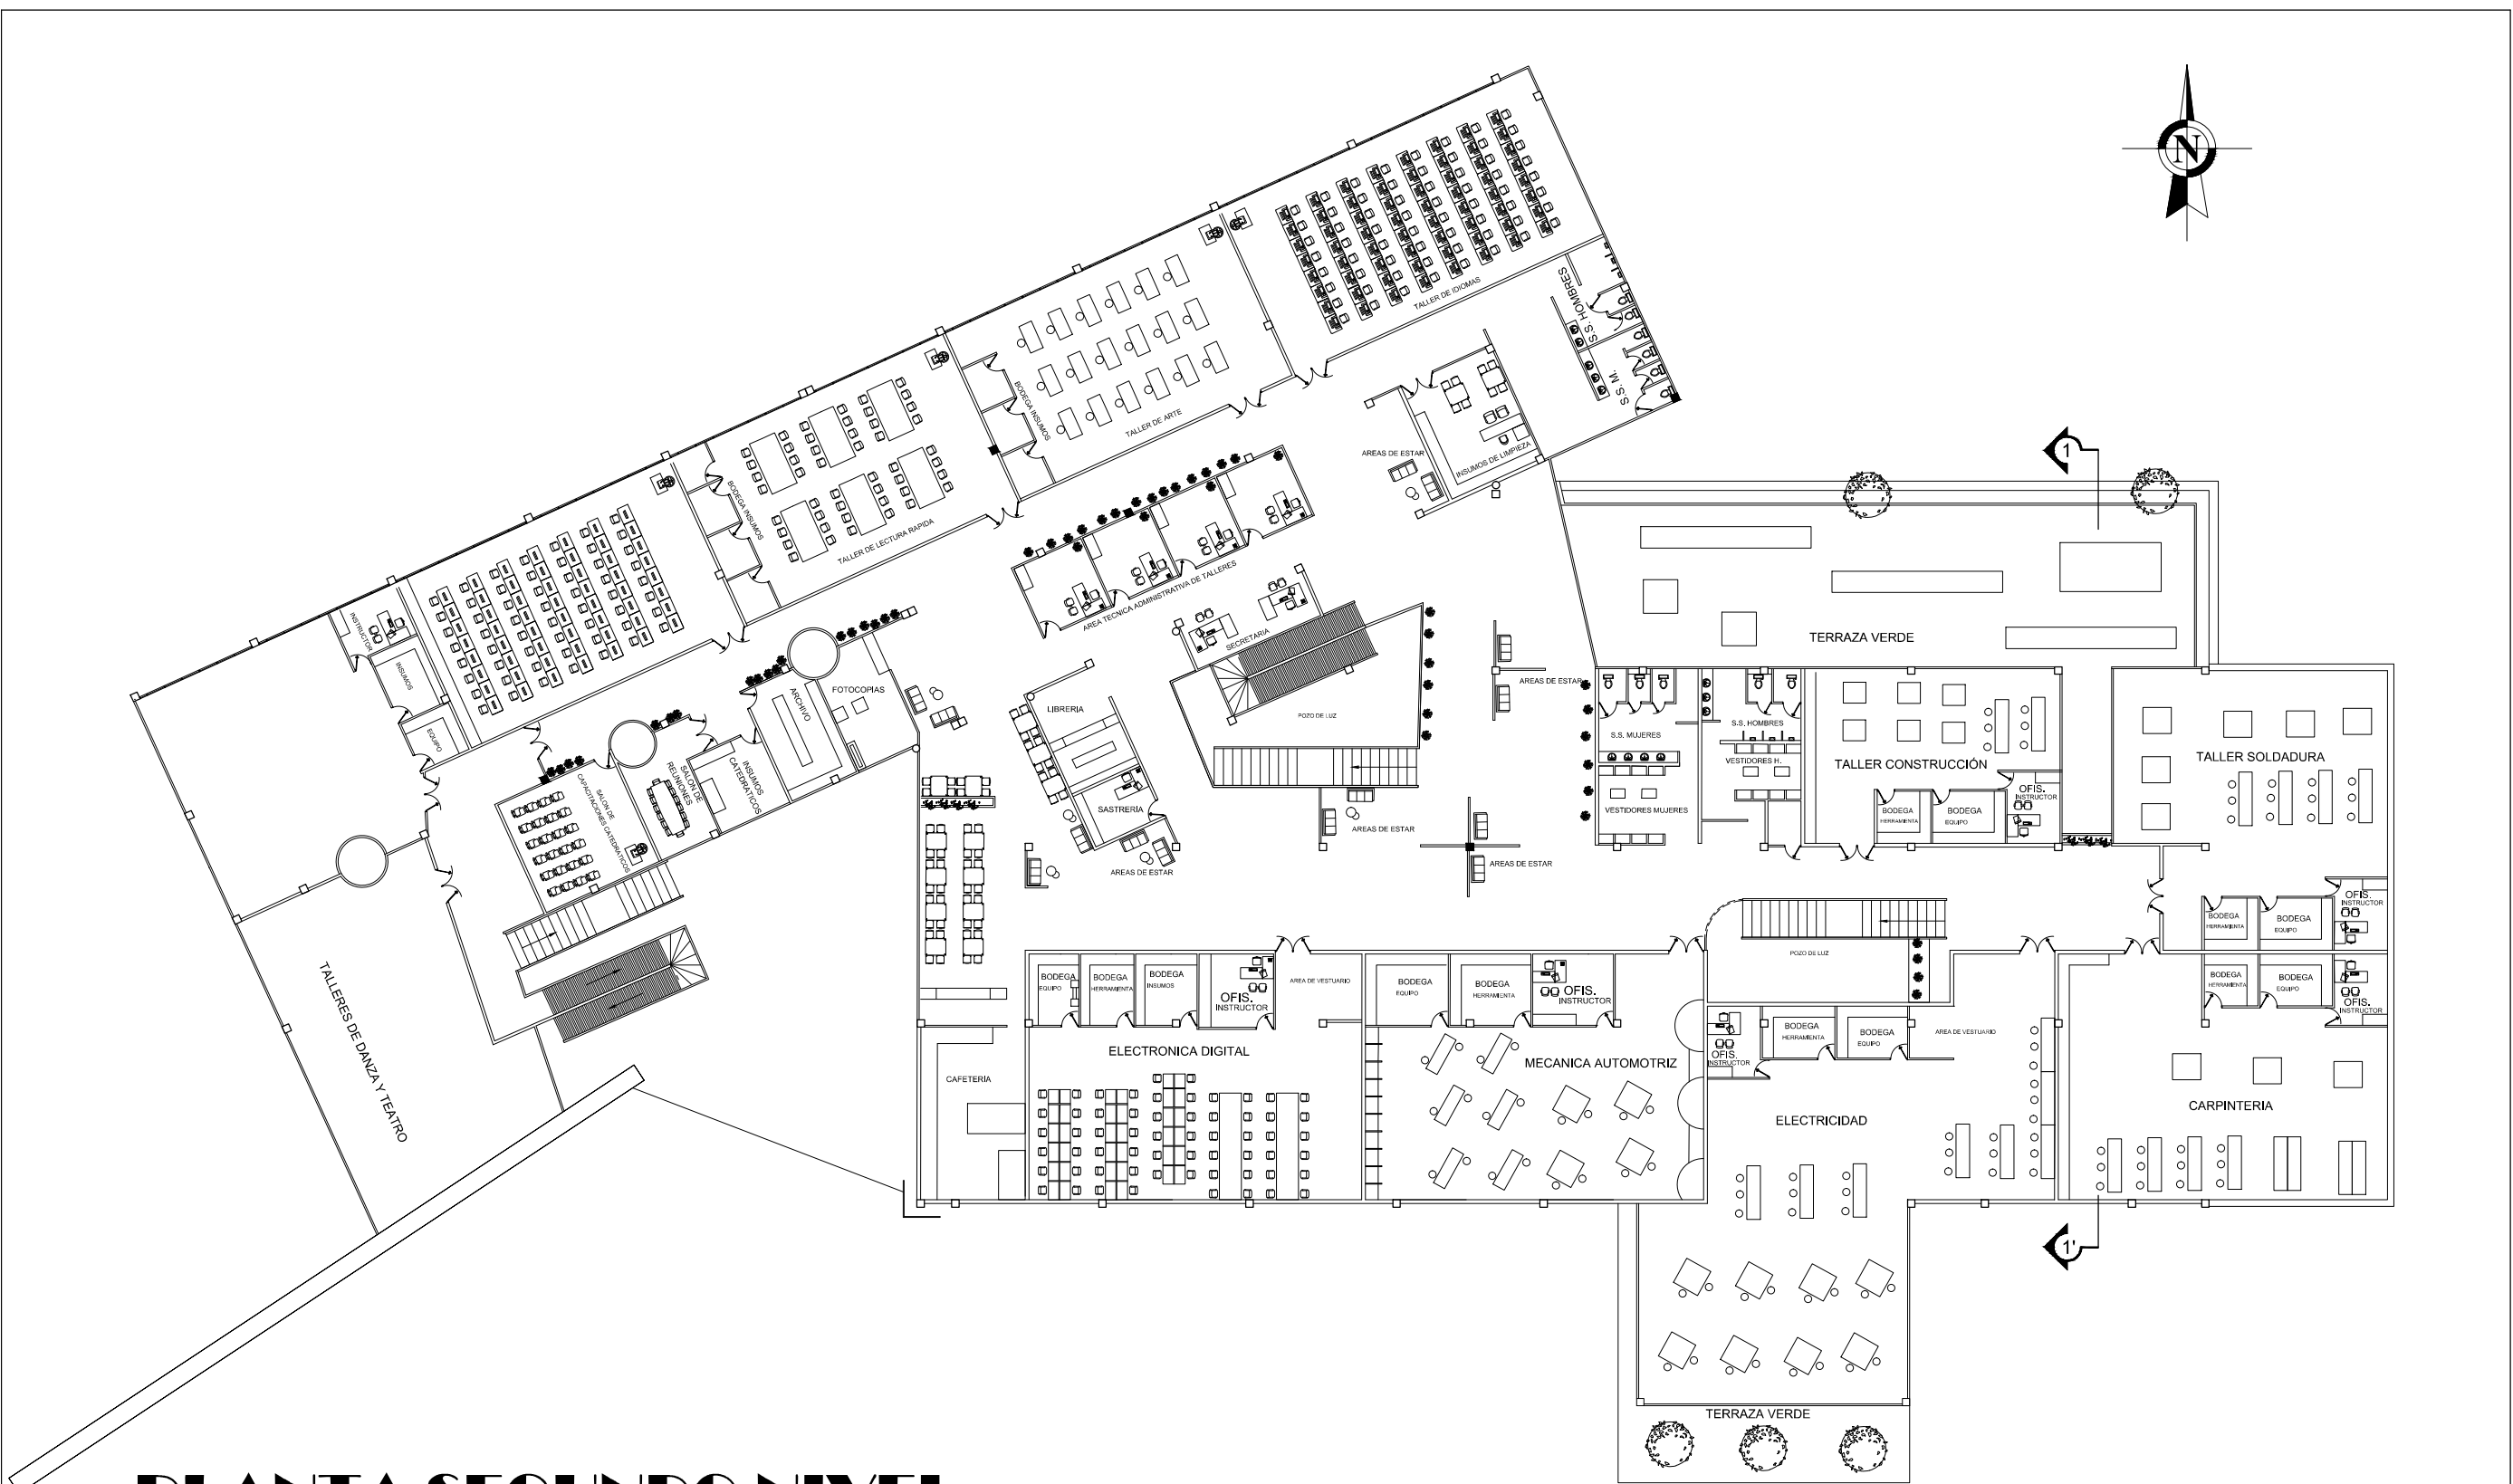 N
TALLER DE IDIOMAS
S.S. HOMBRES
S.S. M.
BODEGA INSUMOS
TALLER DE ARTE
AREAS DE ESTAR
INSUMOS DE LIMPIEZA
1
BODEGA INSUMOS
TALLER DE LECTURA RAPIDA
AREA TECNICA ADMINISTRATIVA DE TALLERES
SECRETARIA
INSTRUCTOR
INSUMOS
EQUIPO
TERRAZA VERDE
ARCHIVO
FOTOCOPIAS
LIBRERIA
POZO DE LUZ
AREAS DE ESTAR
S.S. MUJERES
S.S. HOMBRES
VESTIDORES H.
VESTIDORES MUJERES
TALLER CONSTRUCCIÓN
OFIS.
INSTRUCTOR
BODEGA
HERRAMIENTA
BODEGA
EQUIPO
TALLER SOLDADURA
SALON DE
CAPACITACIONES CATEDRATICOS
SALON DE
REUNIONES
INSUMOS
CATEDRATICOS
SASTRERÍA
AREAS DE ESTAR
AREAS DE ESTAR
AREAS DE ESTAR
BODEGA
HERRAMIENTA
BODEGA
EQUIPO
OFIS.
INSTRUCTOR
TALLERES DE DANZA Y TEATRO
BODEGA
EQUIPO
BODEGA
HERRAMIENTA
BODEGA
INSUMOS
OFIS.
INSTRUCTOR
AREA DE VESTUARIO
BODEGA
EQUIPO
BODEGA
HERRAMIENTA
OFIS.
INSTRUCTOR
POZO DE LUZ
BODEGA
HERRAMIENTA
BODEGA
EQUIPO
OFIS.
INSTRUCTOR
OFIS.
INSTRUCTOR
BODEGA
HERRAMIENTA
BODEGA
EQUIPO
AREA DE VESTUARIO
CAFETERÍA
ELECTRONICA DIGITAL
MECANICA AUTOMOTRIZ
ELECTRICIDAD
CARPINTERIA
1'
TERRAZA VERDE
PLANTA SEGUNDO NIVEL